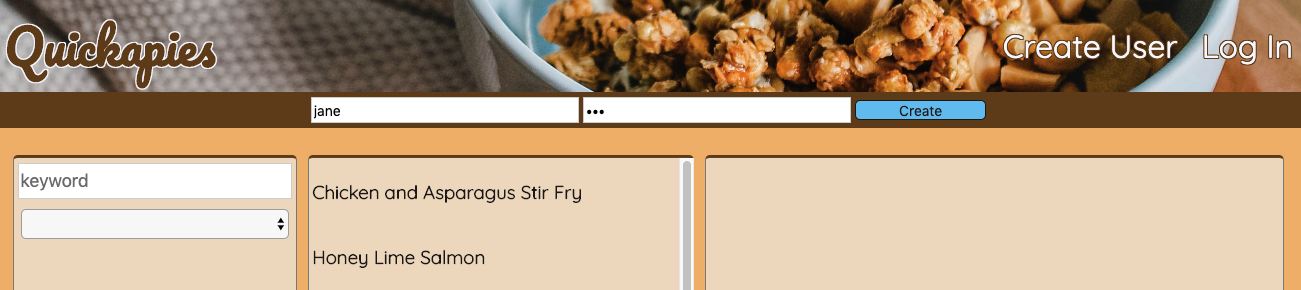 Quickapies
Create User Log In
jane ••• Create
keyword
Chicken and Asparagus Stir Fry
Honey Lime Salmon